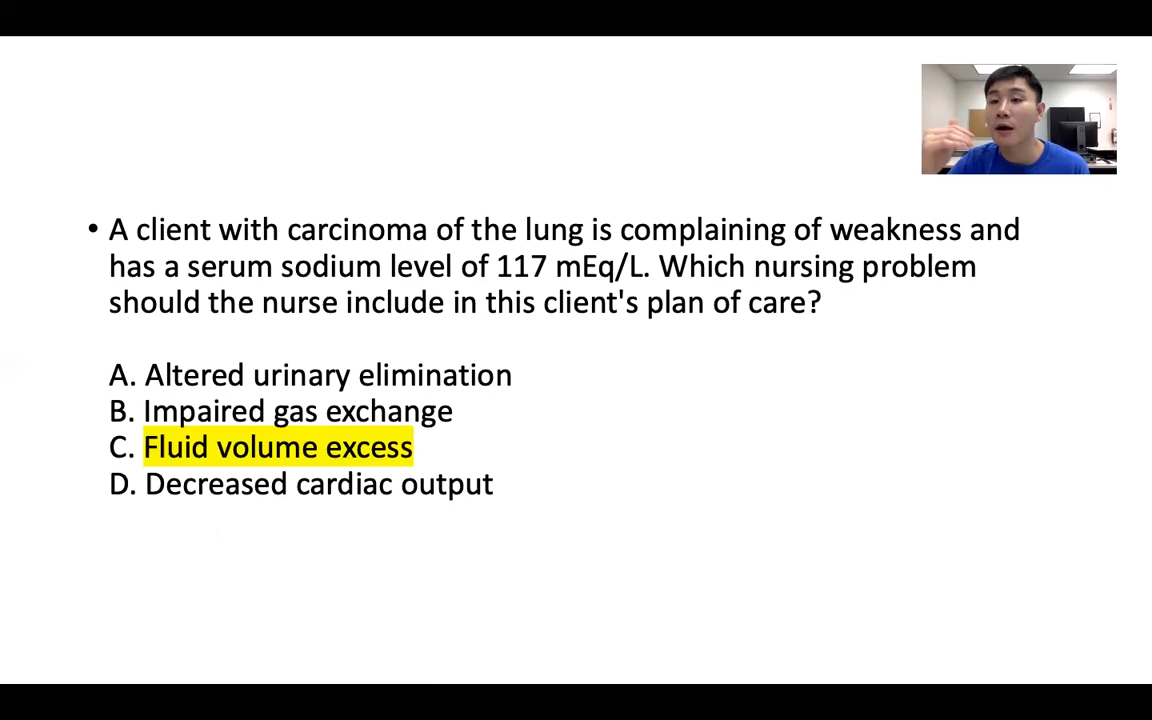 • A client with carcinoma of the lung is complaining of weakness and
has a serum sodium level of 117 mEq/L. Which nursing problem
should the nurse include in this client's plan of care?
A. Altered urinary elimination
B. Impaired gas exchange
C. Fluid volume excess
D. Decreased cardiac output